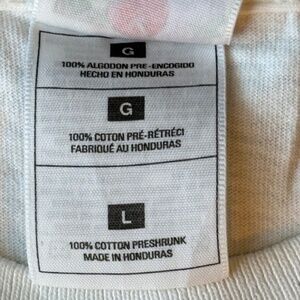 G
100% ALGODON PRE-ENCOGIDO
HECHO EN HONDURAS
G
100% COTON PRÉ-RÉTRÉCI
FABRIQUÉ AU HONDURAS
L
100% COTTON PRESHRUNK
MADE IN HONDURAS